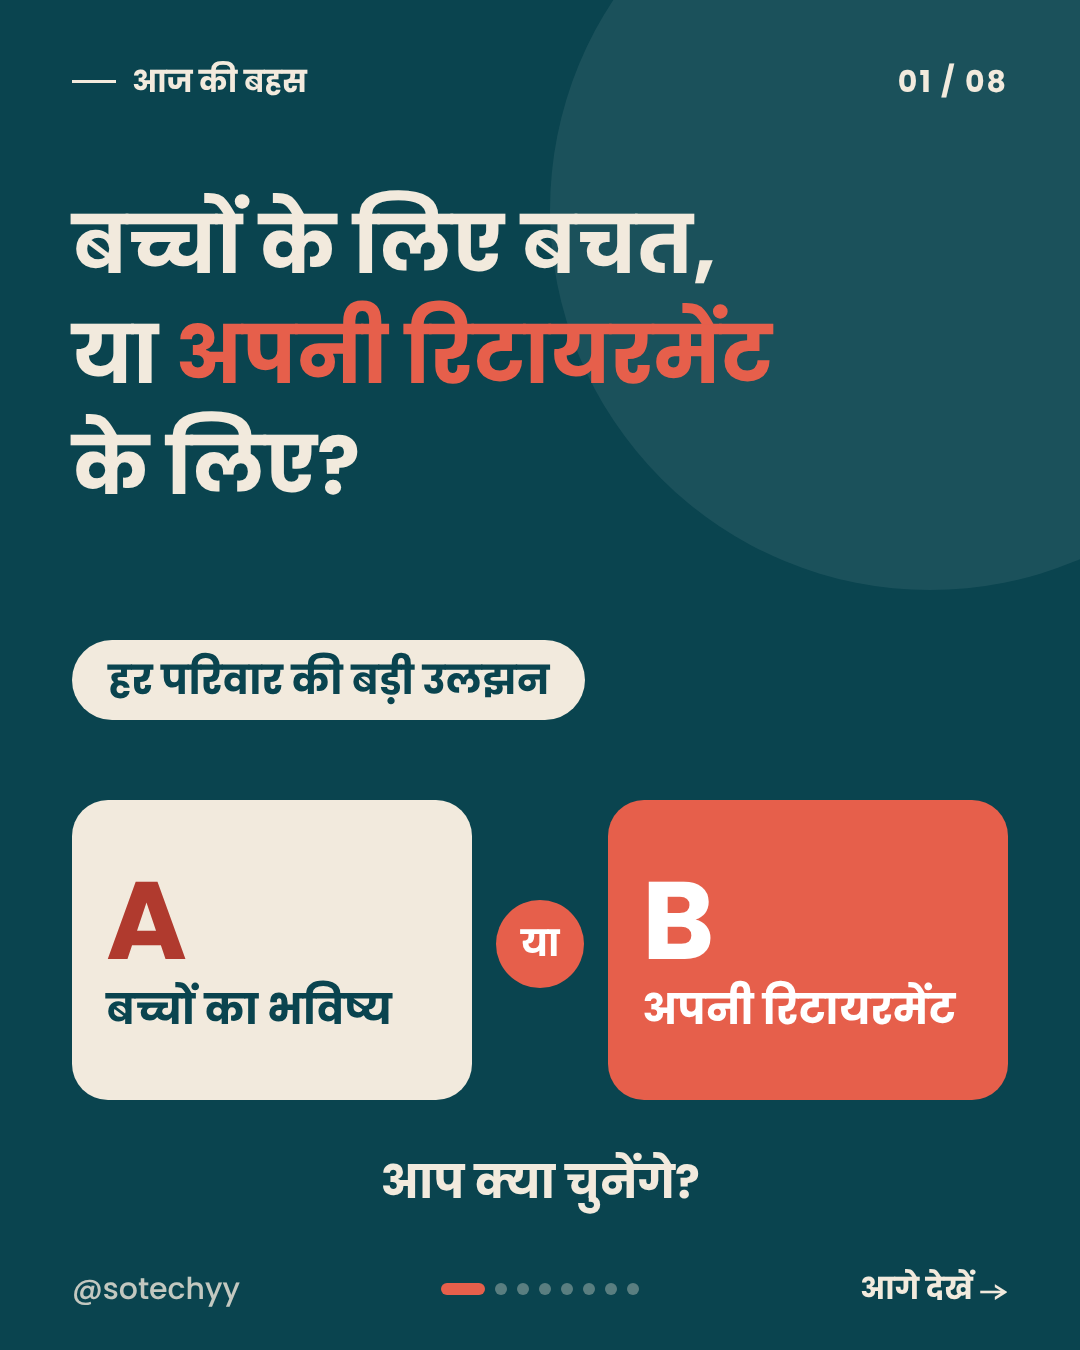 आज की बहस
01 / 08
बच्चों के लिए बचत,
या अपनी रिटायरमेंट
के लिए?
हर परिवार की बड़ी उलझन
A
बच्चों का भविष्य
या
B
अपनी रिटायरमेंट
आप क्या चुनेंगे?
@sotechyy
आगे देखें →